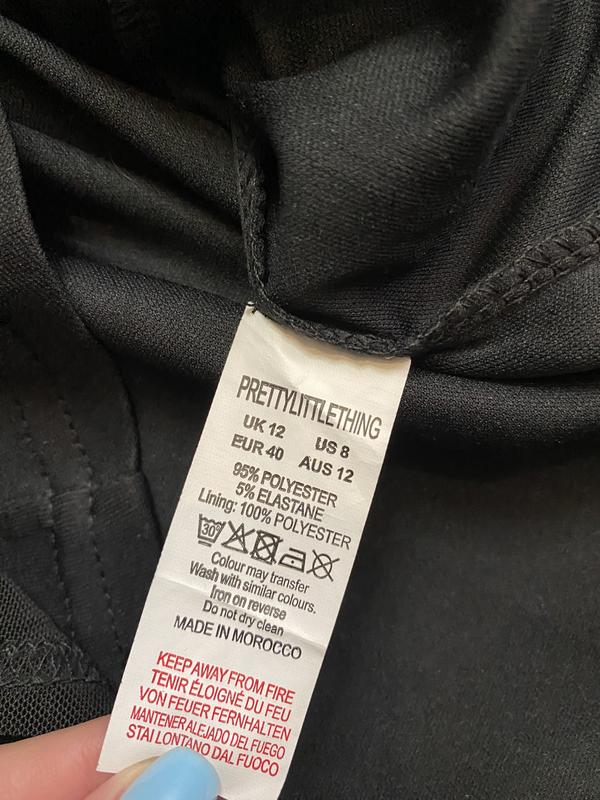 PRETTYLITTLETHING
UK 12 US 8
EUR 40 AUS 12
95% POLYESTER
5% ELASTANE
Lining: 100% POLYESTER
30°
Colour may transfer
Wash with similar colours.
Iron on reverse
Do not dry clean
MADE IN MOROCCO
KEEP AWAY FROM FIRE
TENIR ÉLOIGNÉ DU FEU
VON FEUER FERNHALTEN
MANTENER ALEJADO DEL FUEGO
STAI LONTANO DAL FUOCO